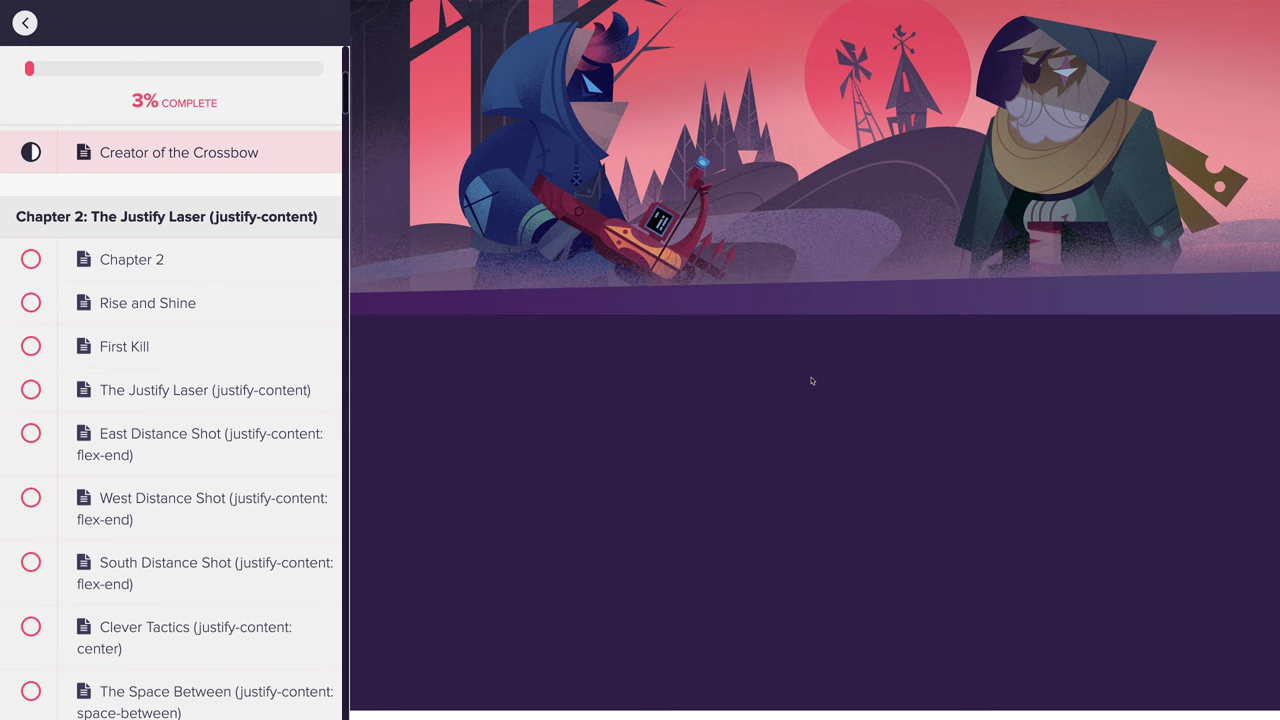 3% COMPLETE
Creator of the Crossbow
Chapter 2: The Justify Laser (justify-content)
Chapter 2
Rise and Shine
First Kill
The Justify Laser (justify-content)
East Distance Shot (justify-content:
flex-end)
West Distance Shot (justify-content:
flex-end)
South Distance Shot (justify-content:
flex-end)
Clever Tactics (justify-content:
center)
The Space Between (justify-content:
space-between)